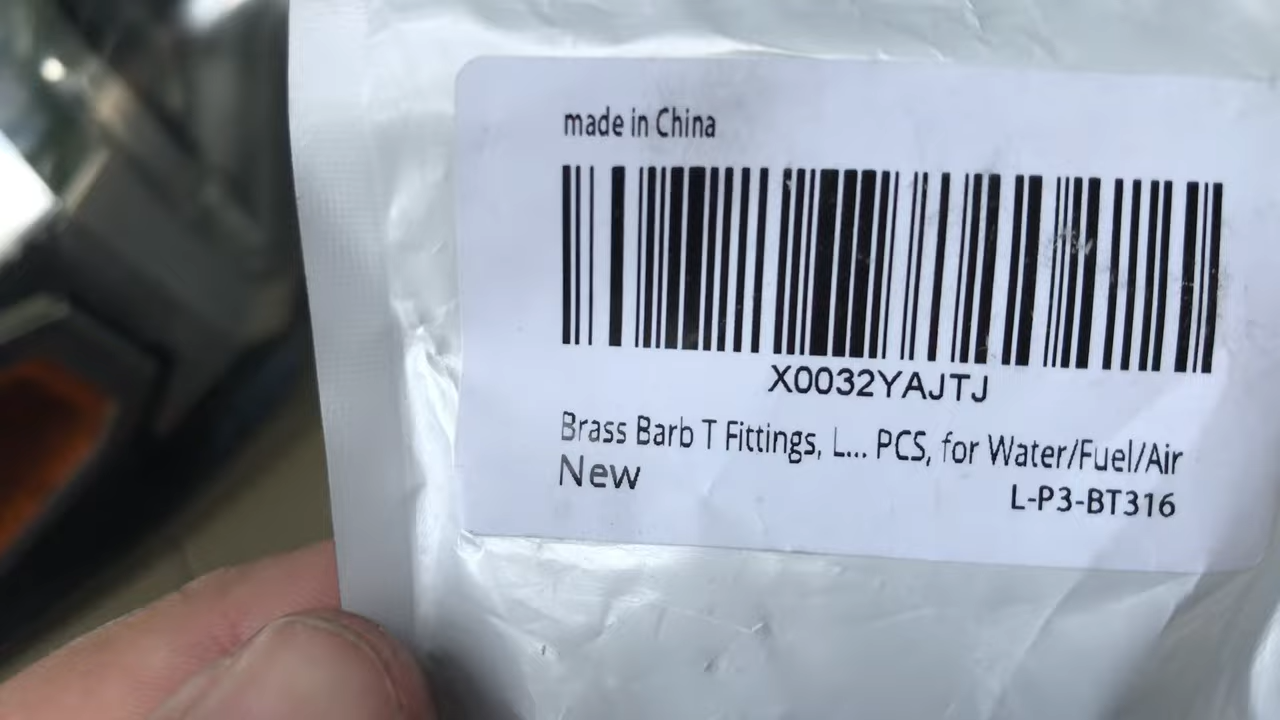 made in China
X0032YAJTJ
Brass Barb T Fittings, L... PCS, for Water/Fuel/Air
New
L-P3-BT316